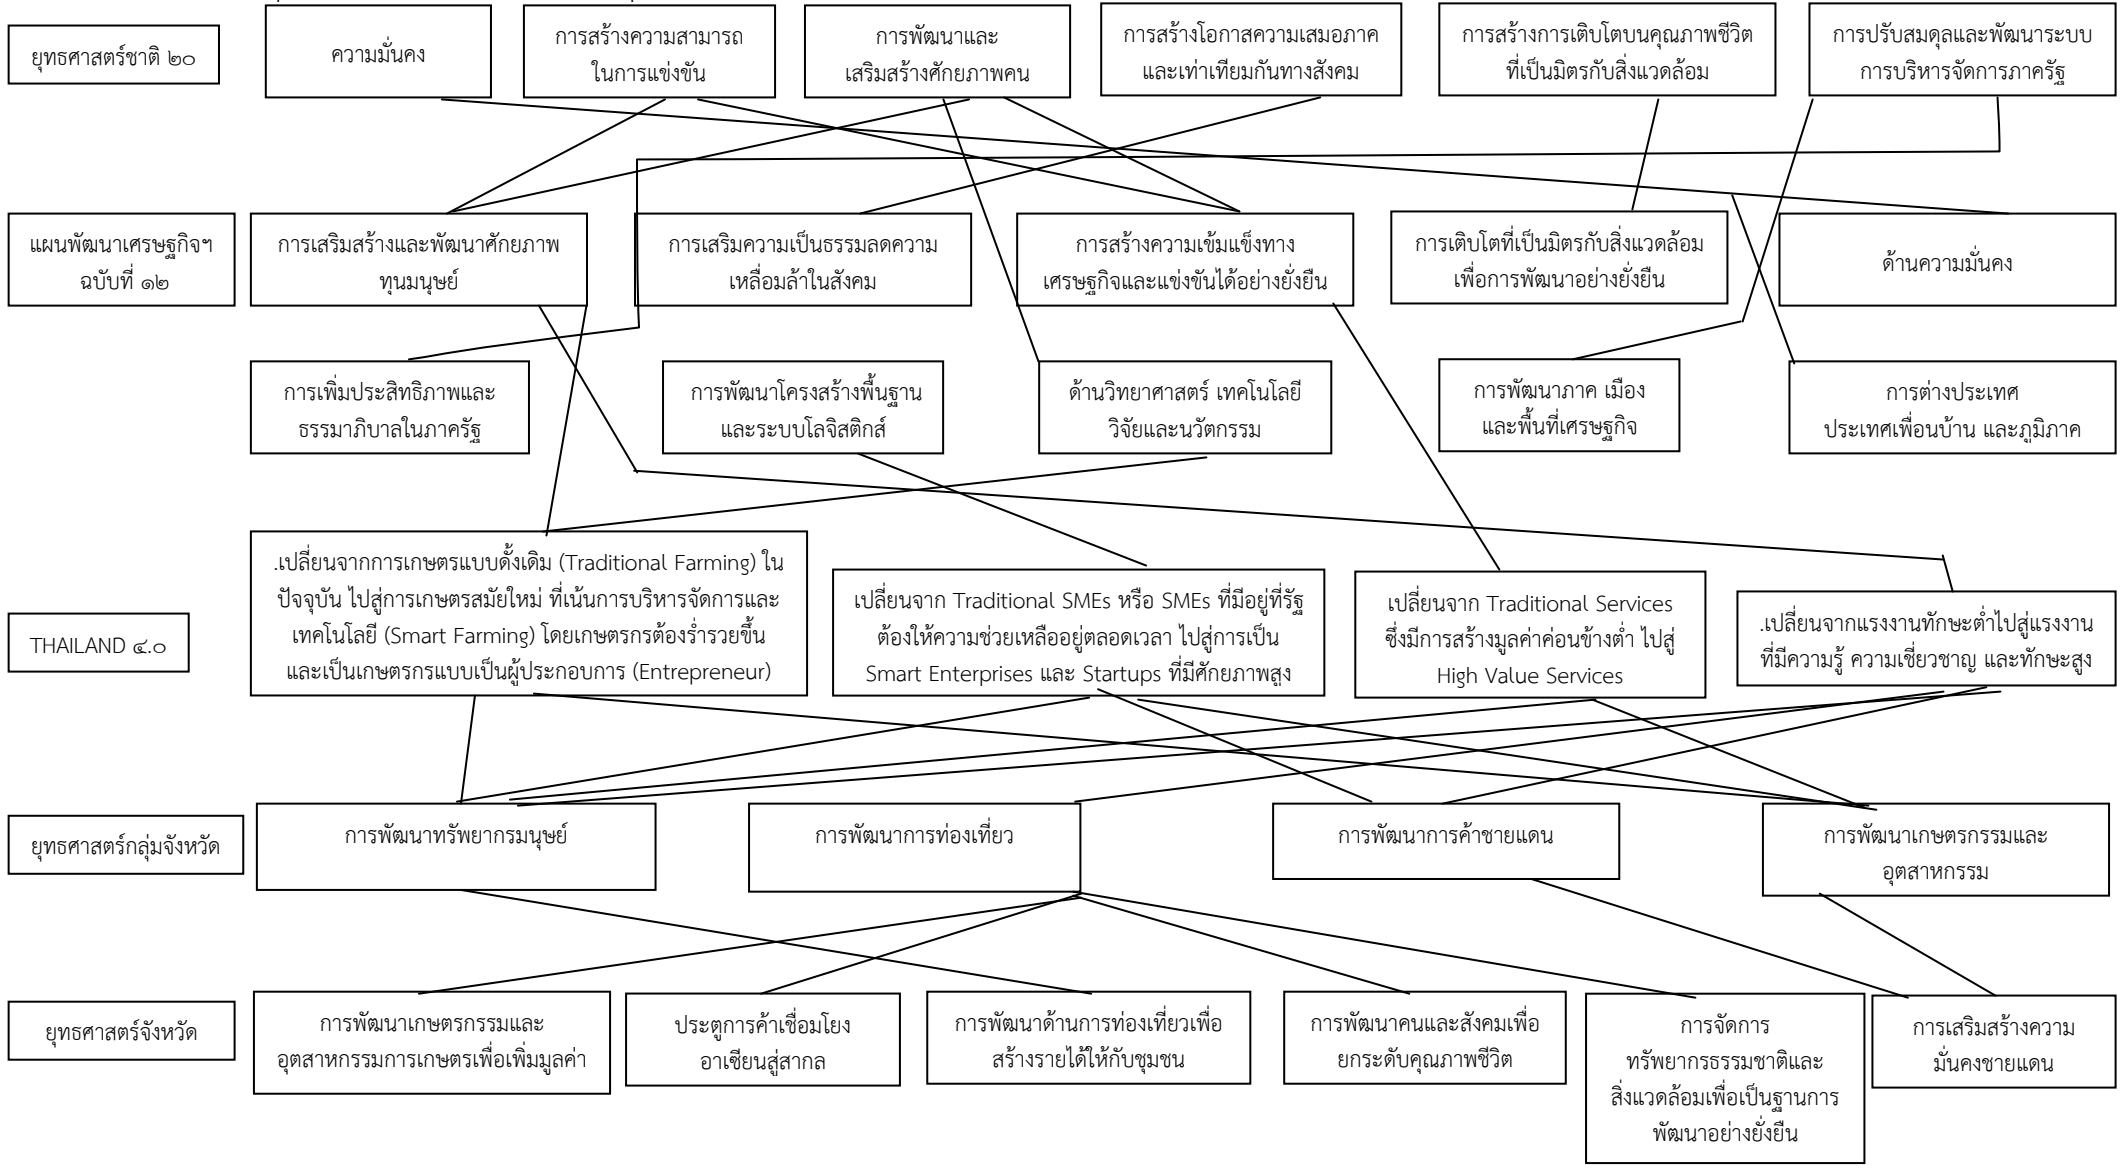 ยุทธศาสตร์ชาติ ๒๐
ความมั่นคง
การสร้างความสามารถ
ในการแข่งขัน
การพัฒนาและ
เสริมสร้างศักยภาพคน
การสร้างโอกาสความเสมอภาค
และเท่าเทียมกันทางสังคม
การสร้างการเติบโตบนคุณภาพชีวิต
ที่เป็นมิตรกับสิ่งแวดล้อม
การปรับสมดุลและพัฒนาระบบ
การบริหารจัดการภาครัฐ
แผนพัฒนาเศรษฐกิจฯ
ฉบับที่ ๑๒
การเสริมสร้างและพัฒนาศักยภาพ
ทุนมนุษย์
การเสริมความเป็นธรรมลดความ
เหลื่อมล้ำในสังคม
การสร้างความเข้มแข็งทาง
เศรษฐกิจและแข่งขันได้อย่างยั่งยืน
การเติบโตที่เป็นมิตรกับสิ่งแวดล้อม
เพื่อการพัฒนาอย่างยั่งยืน
ด้านความมั่นคง
การเพิ่มประสิทธิภาพและ
ธรรมาภิบาลในภาครัฐ
การพัฒนาโครงสร้างพื้นฐาน
และระบบโลจิสติกส์
ด้านวิทยาศาสตร์ เทคโนโลยี
วิจัยและนวัตกรรม
การพัฒนาภาค เมือง
และพื้นที่เศรษฐกิจ
การต่างประเทศ
ประเทศเพื่อนบ้าน และภูมิภาค
THAILAND ๔.๐
.เปลี่ยนจากการเกษตรแบบดั้งเดิม (Traditional Farming) ใน
ปัจจุบัน ไปสู่การเกษตรสมัยใหม่ ที่เน้นการบริหารจัดการและ
เทคโนโลยี (Smart Farming) โดยเกษตรกรต้องร่ำรวยขึ้น
และเป็นเกษตรกรแบบเป็นผู้ประกอบการ (Entrepreneur)
เปลี่ยนจาก Traditional SMEs หรือ SMEs ที่มีอยู่ที่รัฐ
ต้องให้ความช่วยเหลืออยู่ตลอดเวลา ไปสู่การเป็น
Smart Enterprises และ Startups ที่มีศักยภาพสูง
เปลี่ยนจาก Traditional Services
ซึ่งมีการสร้างมูลค่าค่อนข้างต่ำ ไปสู่
High Value Services
.เปลี่ยนจากแรงงานทักษะต่ำไปสู่แรงงาน
ที่มีความรู้ ความเชี่ยวชาญ และทักษะสูง
ยุทธศาสตร์กลุ่มจังหวัด
การพัฒนาทรัพยากรมนุษย์
การพัฒนาการท่องเที่ยว
การพัฒนาการค้าชายแดน
การพัฒนาเกษตรกรรมและ
อุตสาหกรรม
ยุทธศาสตร์จังหวัด
การพัฒนาเกษตรกรรมและ
อุตสาหกรรมการเกษตรเพื่อเพิ่มมูลค่า
ประตูการค้าเชื่อมโยง
อาเซียนสู่สากล
การพัฒนาด้านการท่องเที่ยวเพื่อ
สร้างรายได้ให้กับชุมชน
การพัฒนาคนและสังคมเพื่อ
ยกระดับคุณภาพชีวิต
การจัดการ
ทรัพยากรธรรมชาติและ
สิ่งแวดล้อมเพื่อเป็นฐานการ
พัฒนาอย่างยั่งยืน
การเสริมสร้างความ
มั่นคงชายแดน